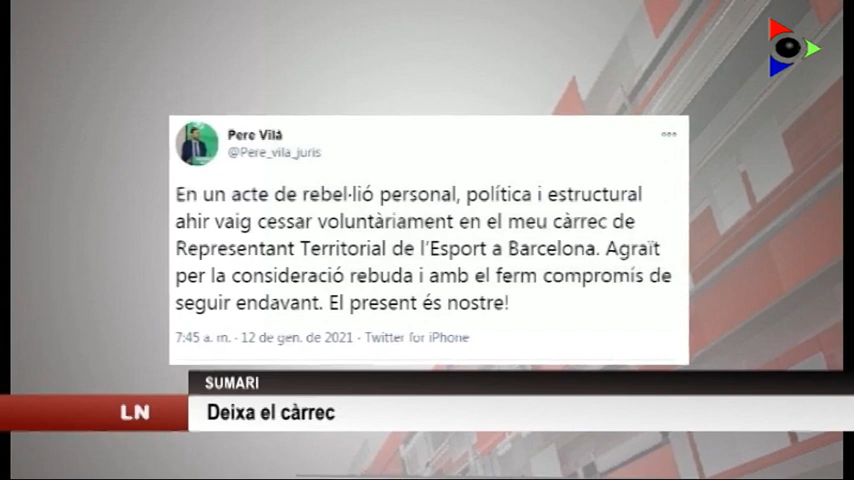 Pere Vilà
@Pere_vila_juris
En un acte de rebel·lió personal, política i estructural
ahir vaig cessar voluntàriament en el meu càrrec de
Representant Territorial de l'Esport a Barcelona. Agraït
per la consideració rebuda i amb el ferm compromís de
seguir endavant. El present és nostre!
7:45 a. m. · 12 de gen. de 2021 · Twitter for iPhone
SUMARI
LN
Deixa el càrrec